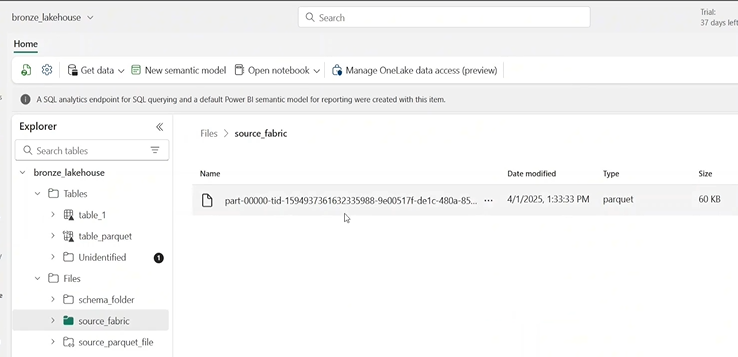 bronze_lakehouse
Search
Trial:
37 days left
Home
Get data
New semantic model
Open notebook
Manage OneLake data access (preview)
A SQL analytics endpoint for SQL querying and a default Power BI semantic model for reporting were created with this item.
Explorer
Search tables
bronze_lakehouse
Tables
table_1
table_parquet
Unidentified
1
Files
schema_folder
source_fabric
source_parquet_file
Files > source_fabric
Name Date modified Type Size
part-00000-tid-1594937361632335988-9e00517f-de1c-480a-85... ... 4/1/2025, 1:33:33 PM parquet 60 KB